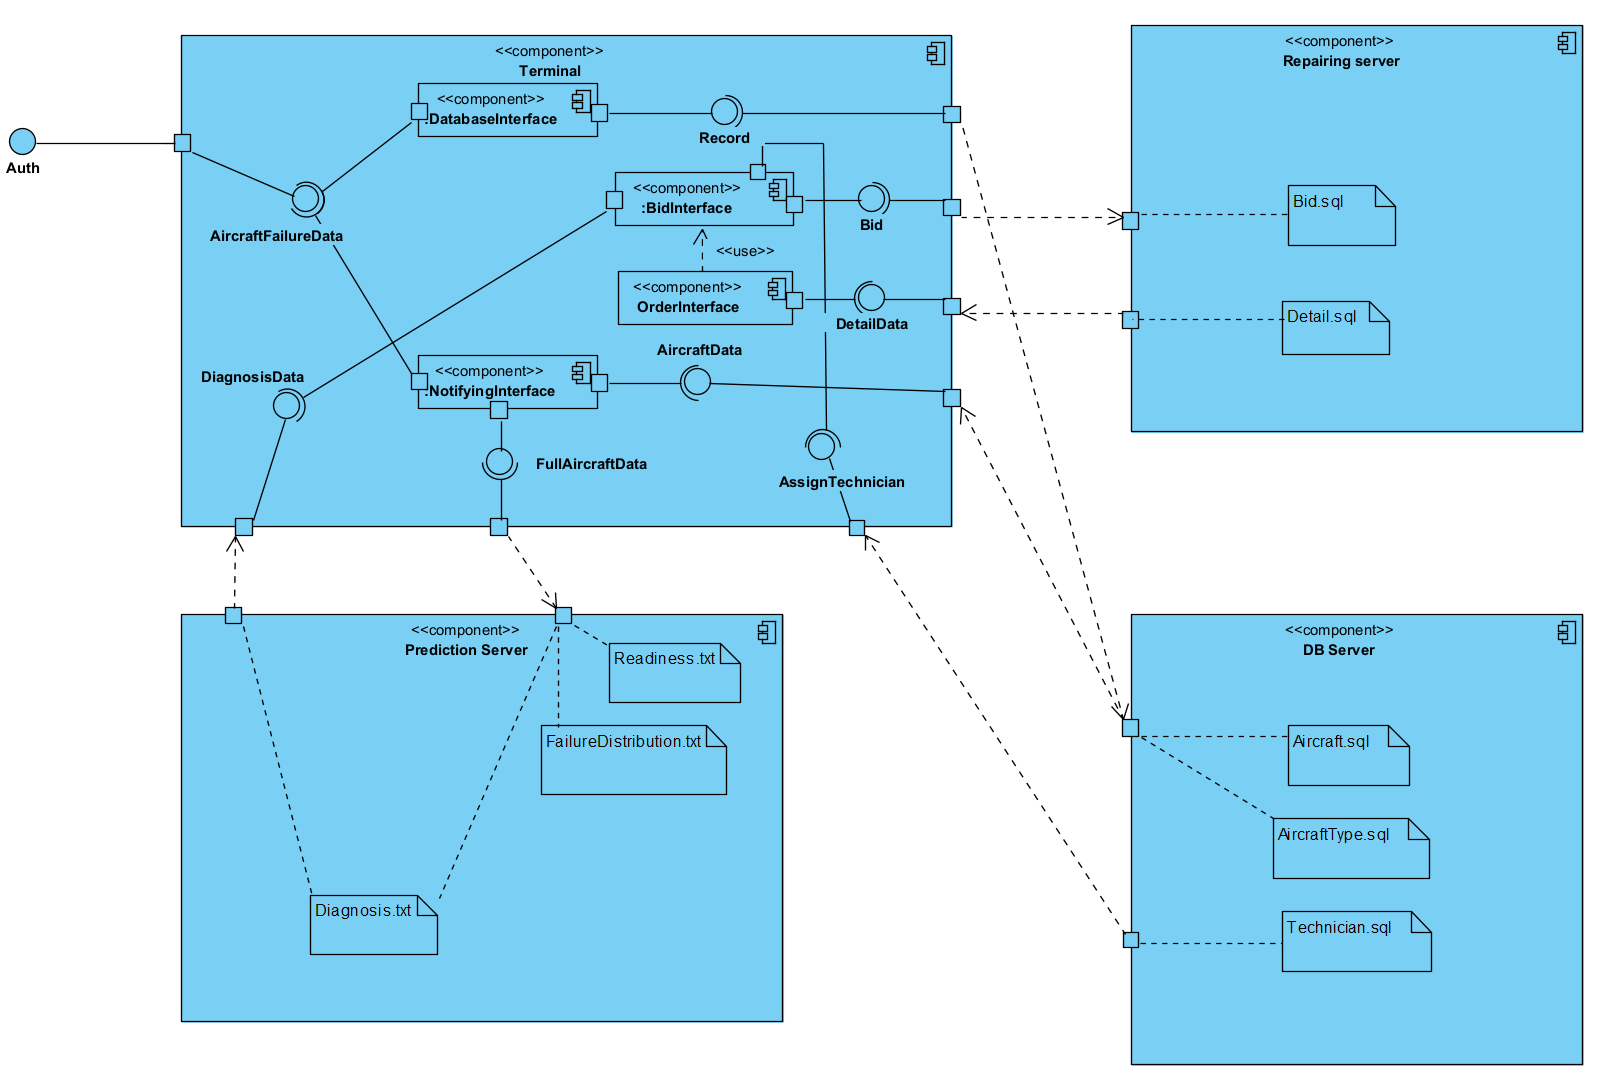 <<component>>
Terminal
<<component>>
:DatabaseInterface
Record
Auth
<<component>>
:BidInterface
Bid
AircraftFailureData
<<use>>
<<component>>
OrderInterface
DetailData
AircraftData
<<component>>
:NotifyingInterface
DiagnosisData
FullAircraftData
AssignTechnician
<<component>>
Repairing server
Bid.sql
Detail.sql
<<component>>
Prediction Server
Readiness.txt
FailureDistribution.txt
Diagnosis.txt
<<component>>
DB Server
Aircraft.sql
AircraftType.sql
Technician.sql